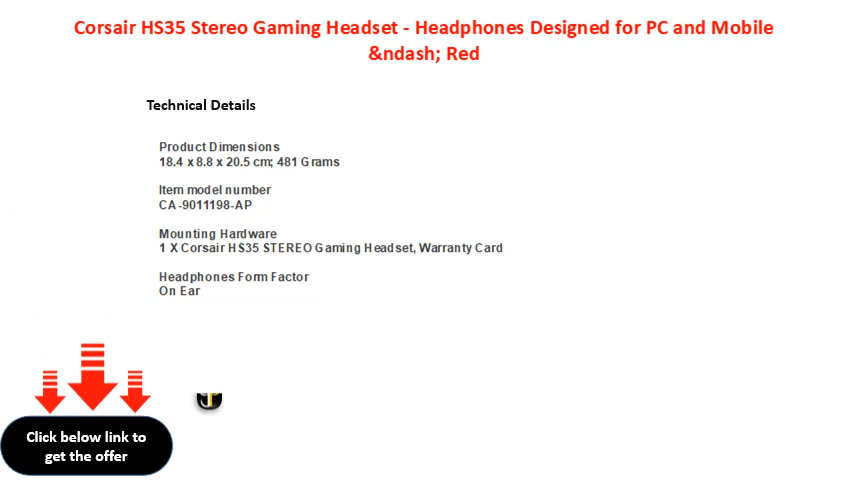 Corsair HS35 Stereo Gaming Headset - Headphones Designed for PC and Mobile
&ndash; Red
Technical Details
Product Dimensions
18.4 x 8.8 x 20.5 cm; 481 Grams
Item model number
CA-9011198-AP
Mounting Hardware
1 X Corsair HS35 STEREO Gaming Headset, Warranty Card
Headphones Form Factor
On Ear
Click below link to
get the offer